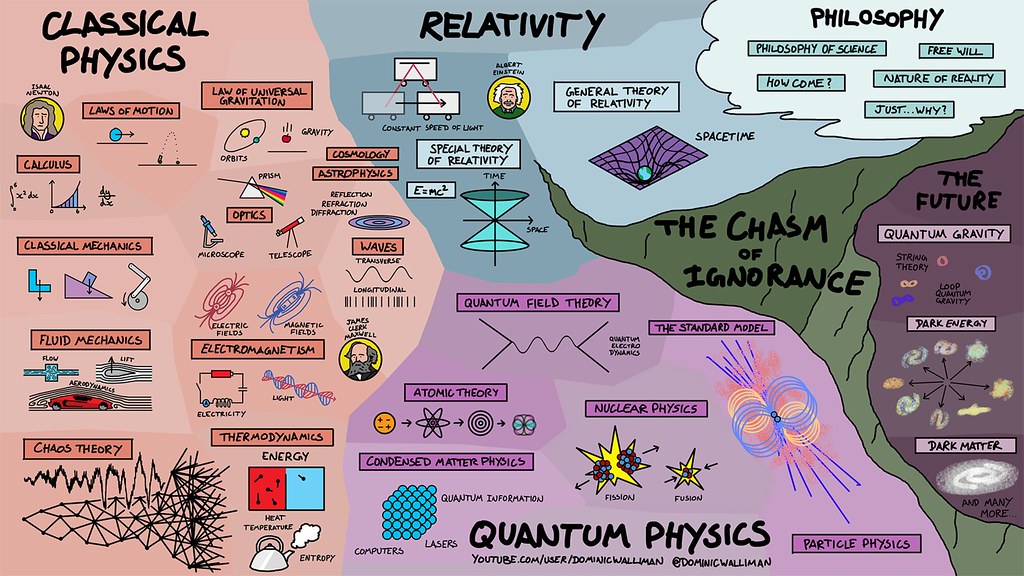 CLASSICAL
PHYSICS
ISAAC
NEWTON
LAWS OF MOTION
LAW OF UNIVERSAL
GRAVITATION
ORBITS
GRAVITY
CALCULUS
∫₀⁶ x² dx
dy/dx
PRISM
OPTICS
MICROSCOPE
TELESCOPE
COSMOLOGY
ASTROPHYSICS
REFLECTION
REFRACTION
DIFFRACTION
WAVES
TRANSVERSE
LONGITUDINAL
CLASSICAL MECHANICS
ELECTRIC
FIELDS
MAGNETIC
FIELDS
JAMES
CLERK
MAXWELL
ELECTROMAGNETISM
ELECTRICITY
LIGHT
FLUID MECHANICS
FLOW
LIFT
AERODYNAMICS
CHAOS THEORY
THERMODYNAMICS
ENERGY
HEAT
TEMPERATURE
ENTROPY
RELATIVITY
CONSTANT SPEED OF LIGHT
ALBERT
EINSTEIN
GENERAL THEORY
OF RELATIVITY
SPECIAL THEORY
OF RELATIVITY
E=mc²
TIME
SPACE
SPACETIME
PHILOSOPHY
PHILOSOPHY OF SCIENCE
FREE WILL
HOW COME?
NATURE OF REALITY
JUST...WHY?
THE CHASM
OF
IGNORANCE
THE
FUTURE
QUANTUM GRAVITY
STRING
THEORY
LOOP
QUANTUM
GRAVITY
DARK ENERGY
DARK MATTER
AND MANY
MORE...
QUANTUM FIELD THEORY
QUANTUM
ELECTRO
DYNAMICS
THE STANDARD MODEL
ATOMIC THEORY
NUCLEAR PHYSICS
FISSION
FUSION
CONDENSED MATTER PHYSICS
QUANTUM INFORMATION
LASERS
COMPUTERS
QUANTUM PHYSICS
YOUTUBE.COM/USER/DOMINICWALLIMAN @DOMINICWALLIMAN
PARTICLE PHYSICS